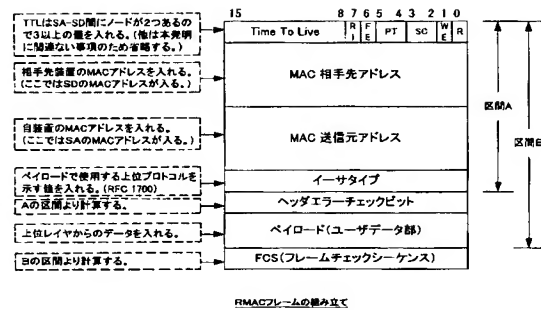 15 8 7 6 5 4 3 2 1 0
TTLはSA-SD間にノードが2つあるの
で3以上の値を入れる。(他は本発明
に関連ない事項のため省略する。)
Time To Live RI FE PT SC WE R
相手先装置のMACアドレスを入れる。
(ここではSDのMACアドレスが入る。)
MAC 相手先アドレス
区間A
区間B
自装置のMACアドレスを入れる。
(ここではSAのMACアドレスが入る。)
MAC 送信元アドレス
ペイロードで使用する上位プロトコルを
示す値を入れる。(RFC 1700)
イーサタイプ
Aの区間より計算する。
ヘッダエラーチェックビット
上位レイヤからのデータを入れる。
ペイロード(ユーザデータ部)
Bの区間より計算する。
FCS(フレームチェックシーケンス)
RMACフレームの組み立て